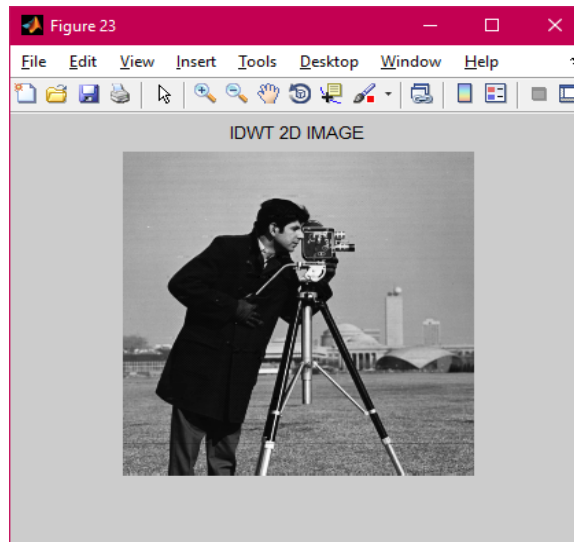 Figure 23
File Edit View Insert Tools Desktop Window Help
IDWT 2D IMAGE